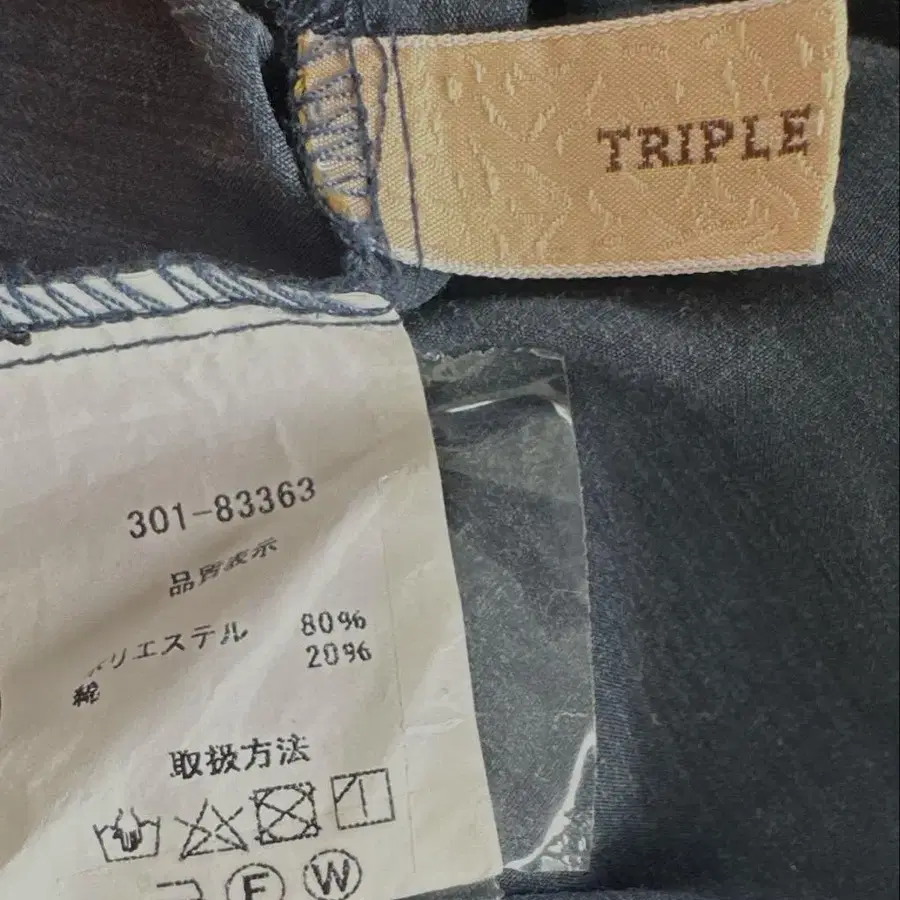 TRIPLE
301-83363
品質表示
ポリエステル 80%
綿 20%
取扱方法
F W